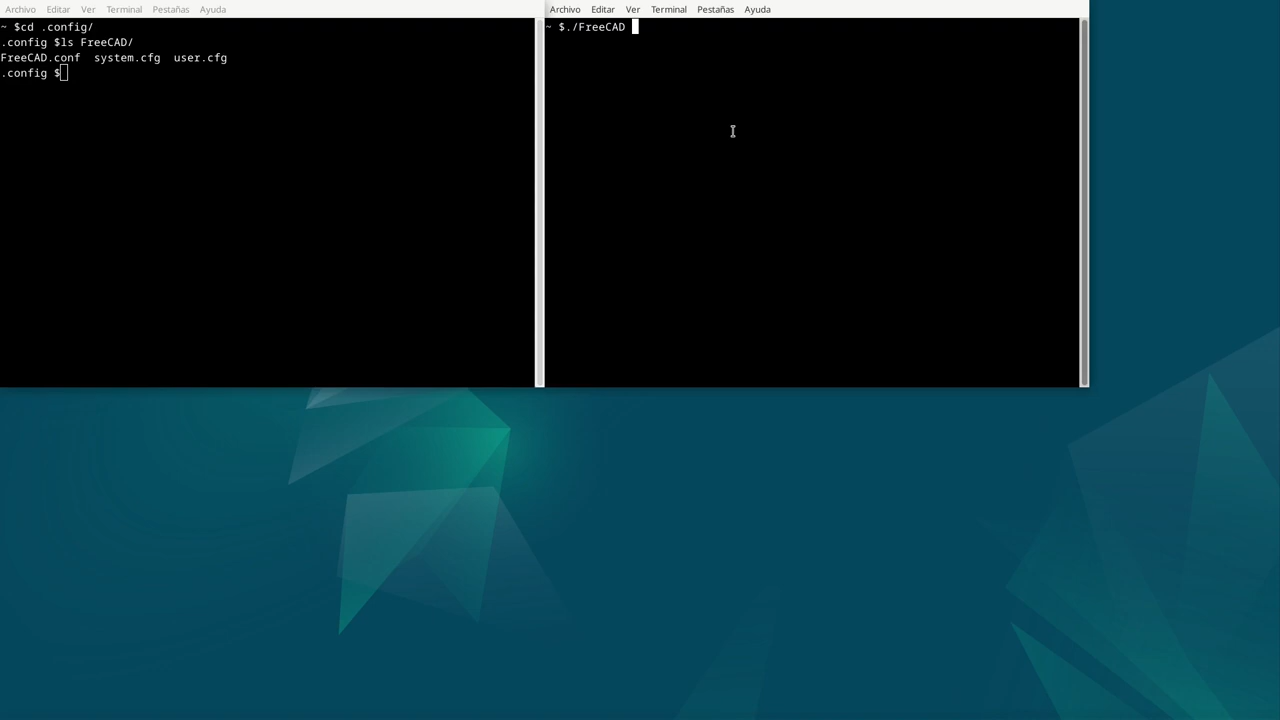 Archivo Editar Ver Terminal Pestañas Ayuda
~ $cd .config/
.config $ls FreeCAD/
FreeCAD.conf  system.cfg  user.cfg
.config $
Archivo Editar Ver Terminal Pestañas Ayuda
~ $./FreeCAD